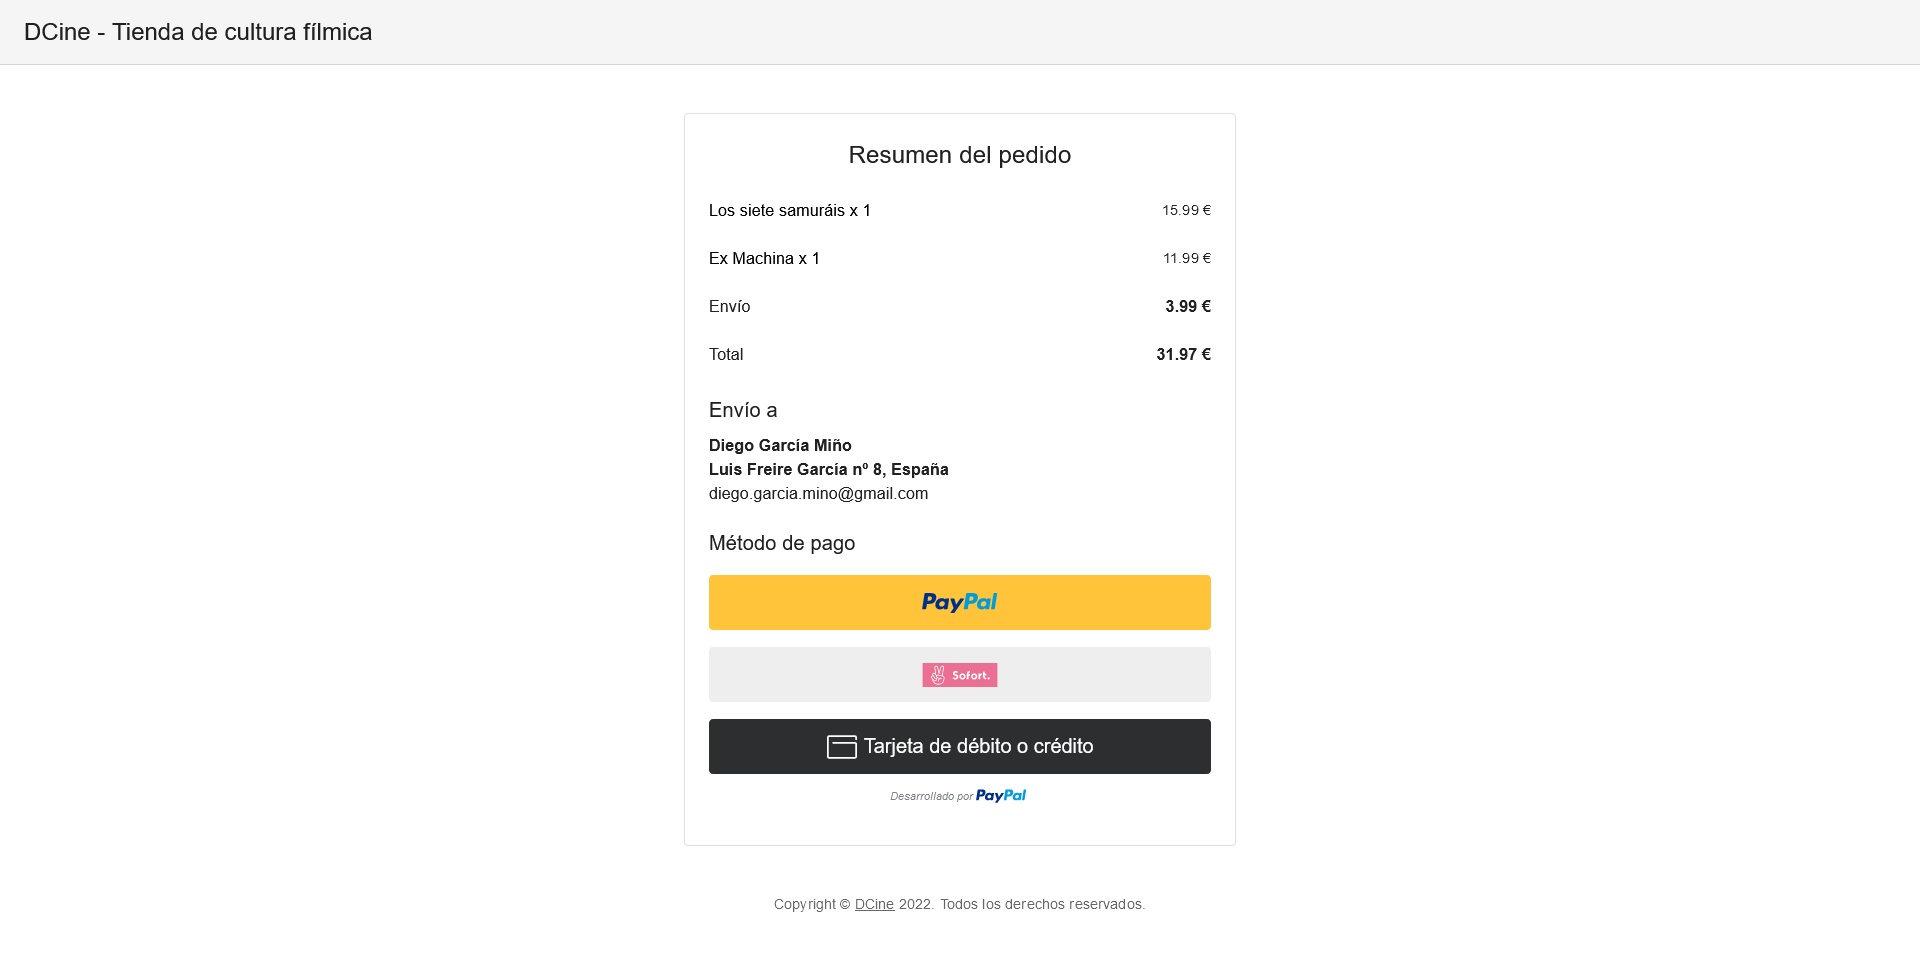 DCine - Tienda de cultura fílmica
Resumen del pedido
Los siete samuráis x 1 15.99 €
Ex Machina x 1 11.99 €
Envío 3.99 €
Total 31.97 €
Envío a
Diego García Miño
Luis Freire García nº 8, España
diego.garcia.mino@gmail.com
Método de pago
PayPal
Sofort.
Tarjeta de débito o crédito
Desarrollado por PayPal
Copyright © DCine 2022. Todos los derechos reservados.